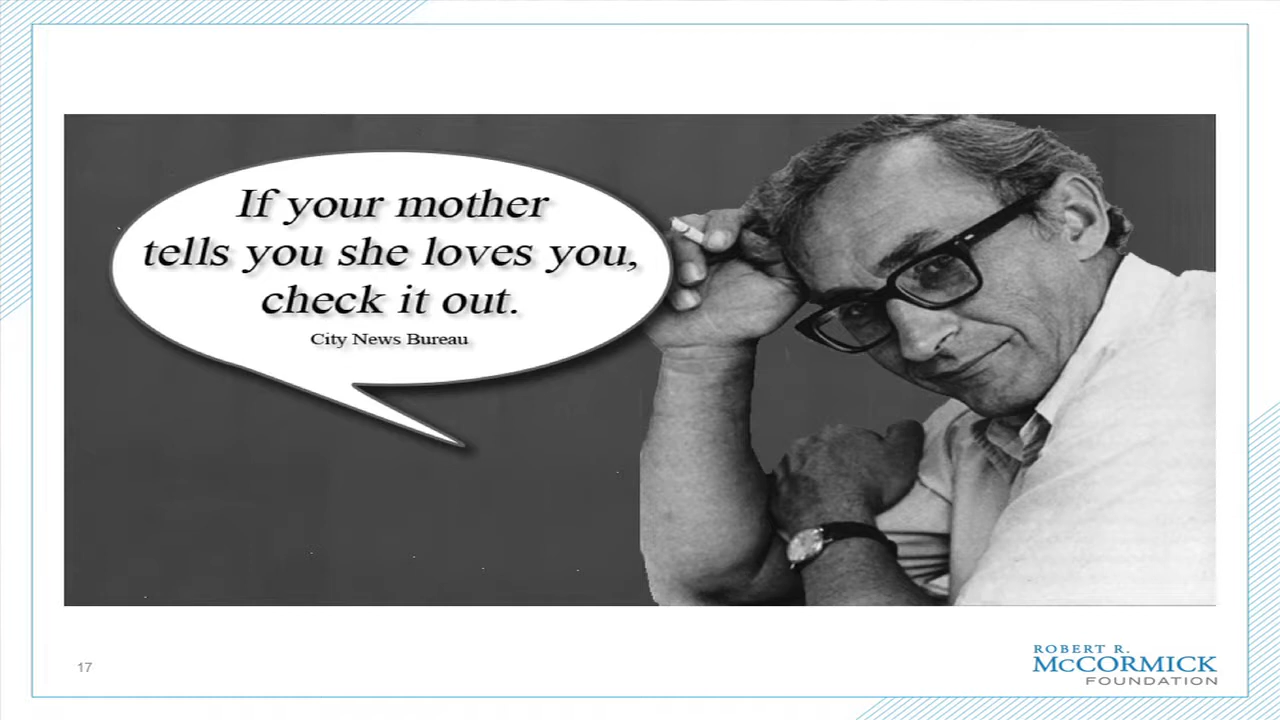 If your mother
tells you she loves you,
check it out.
City News Bureau
17
ROBERT R.
McCORMICK
FOUNDATION